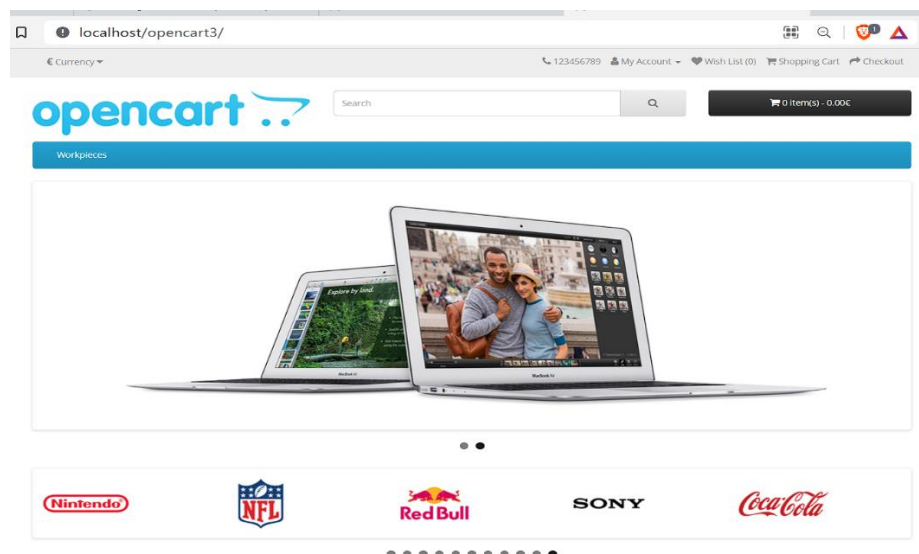 localhost/opencart3/
€ Currency
123456789 My Account Wish List (0) Shopping Cart Checkout
opencart
Search
0 item(s) - 0.00€
Workpieces
Explore by land.
MacBook Air
MacBook Air
Nintendo
NFL
Red Bull
SONY
Coca-Cola